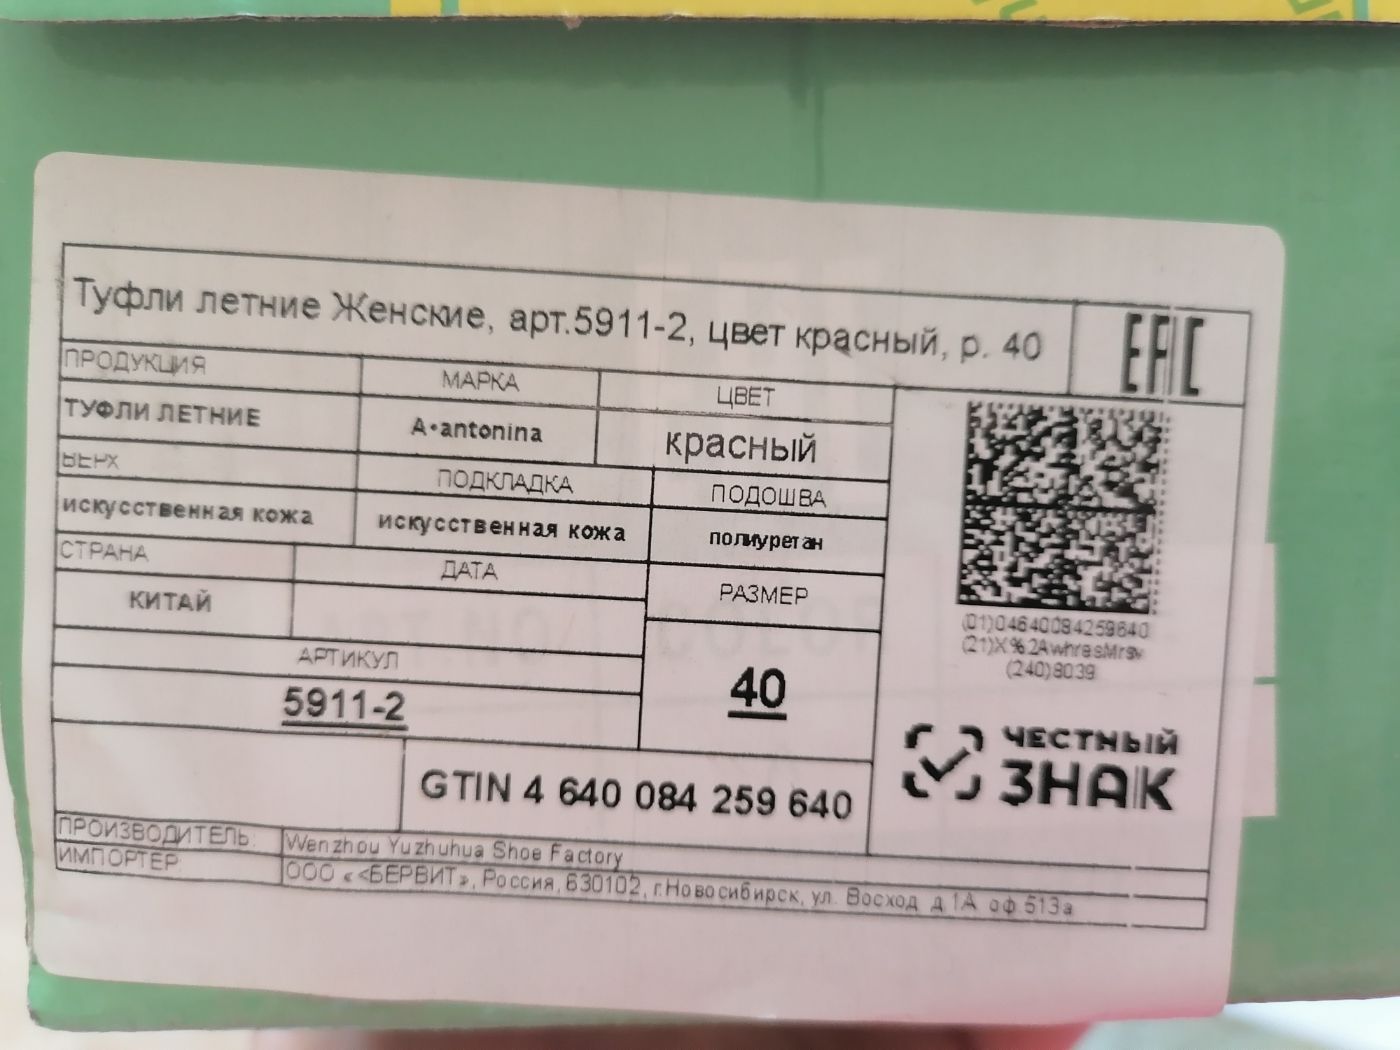 Туфли летние Женские, арт.5911-2, цвет красный, р. 40
EAC
ПРОДУКЦИЯ МАРКА ЦВЕТ
ТУФЛИ ЛЕТНИЕ A•antonina красный
ВЕРХ ПОДКЛАДКА ПОДОШВА
искусственная кожа искусственная кожа полиуретан
СТРАНА ДАТА РАЗМЕР
КИТАЙ
АРТИКУЛ
5911-2 40
GTIN 4 640 084 259 640
(01)04640084259640
(21)X%2AwhresMrsv
(240)8039
ЧЕСТНЫЙ
ЗНАК
ПРОИЗВОДИТЕЛЬ: Wenzhou Yuzhuhua Shoe Factory
ИМПОРТЕР: ООО «<БЕРВИТ», Россия, 630102, г.Новосибирск, ул. Восход д.1А оф.513а